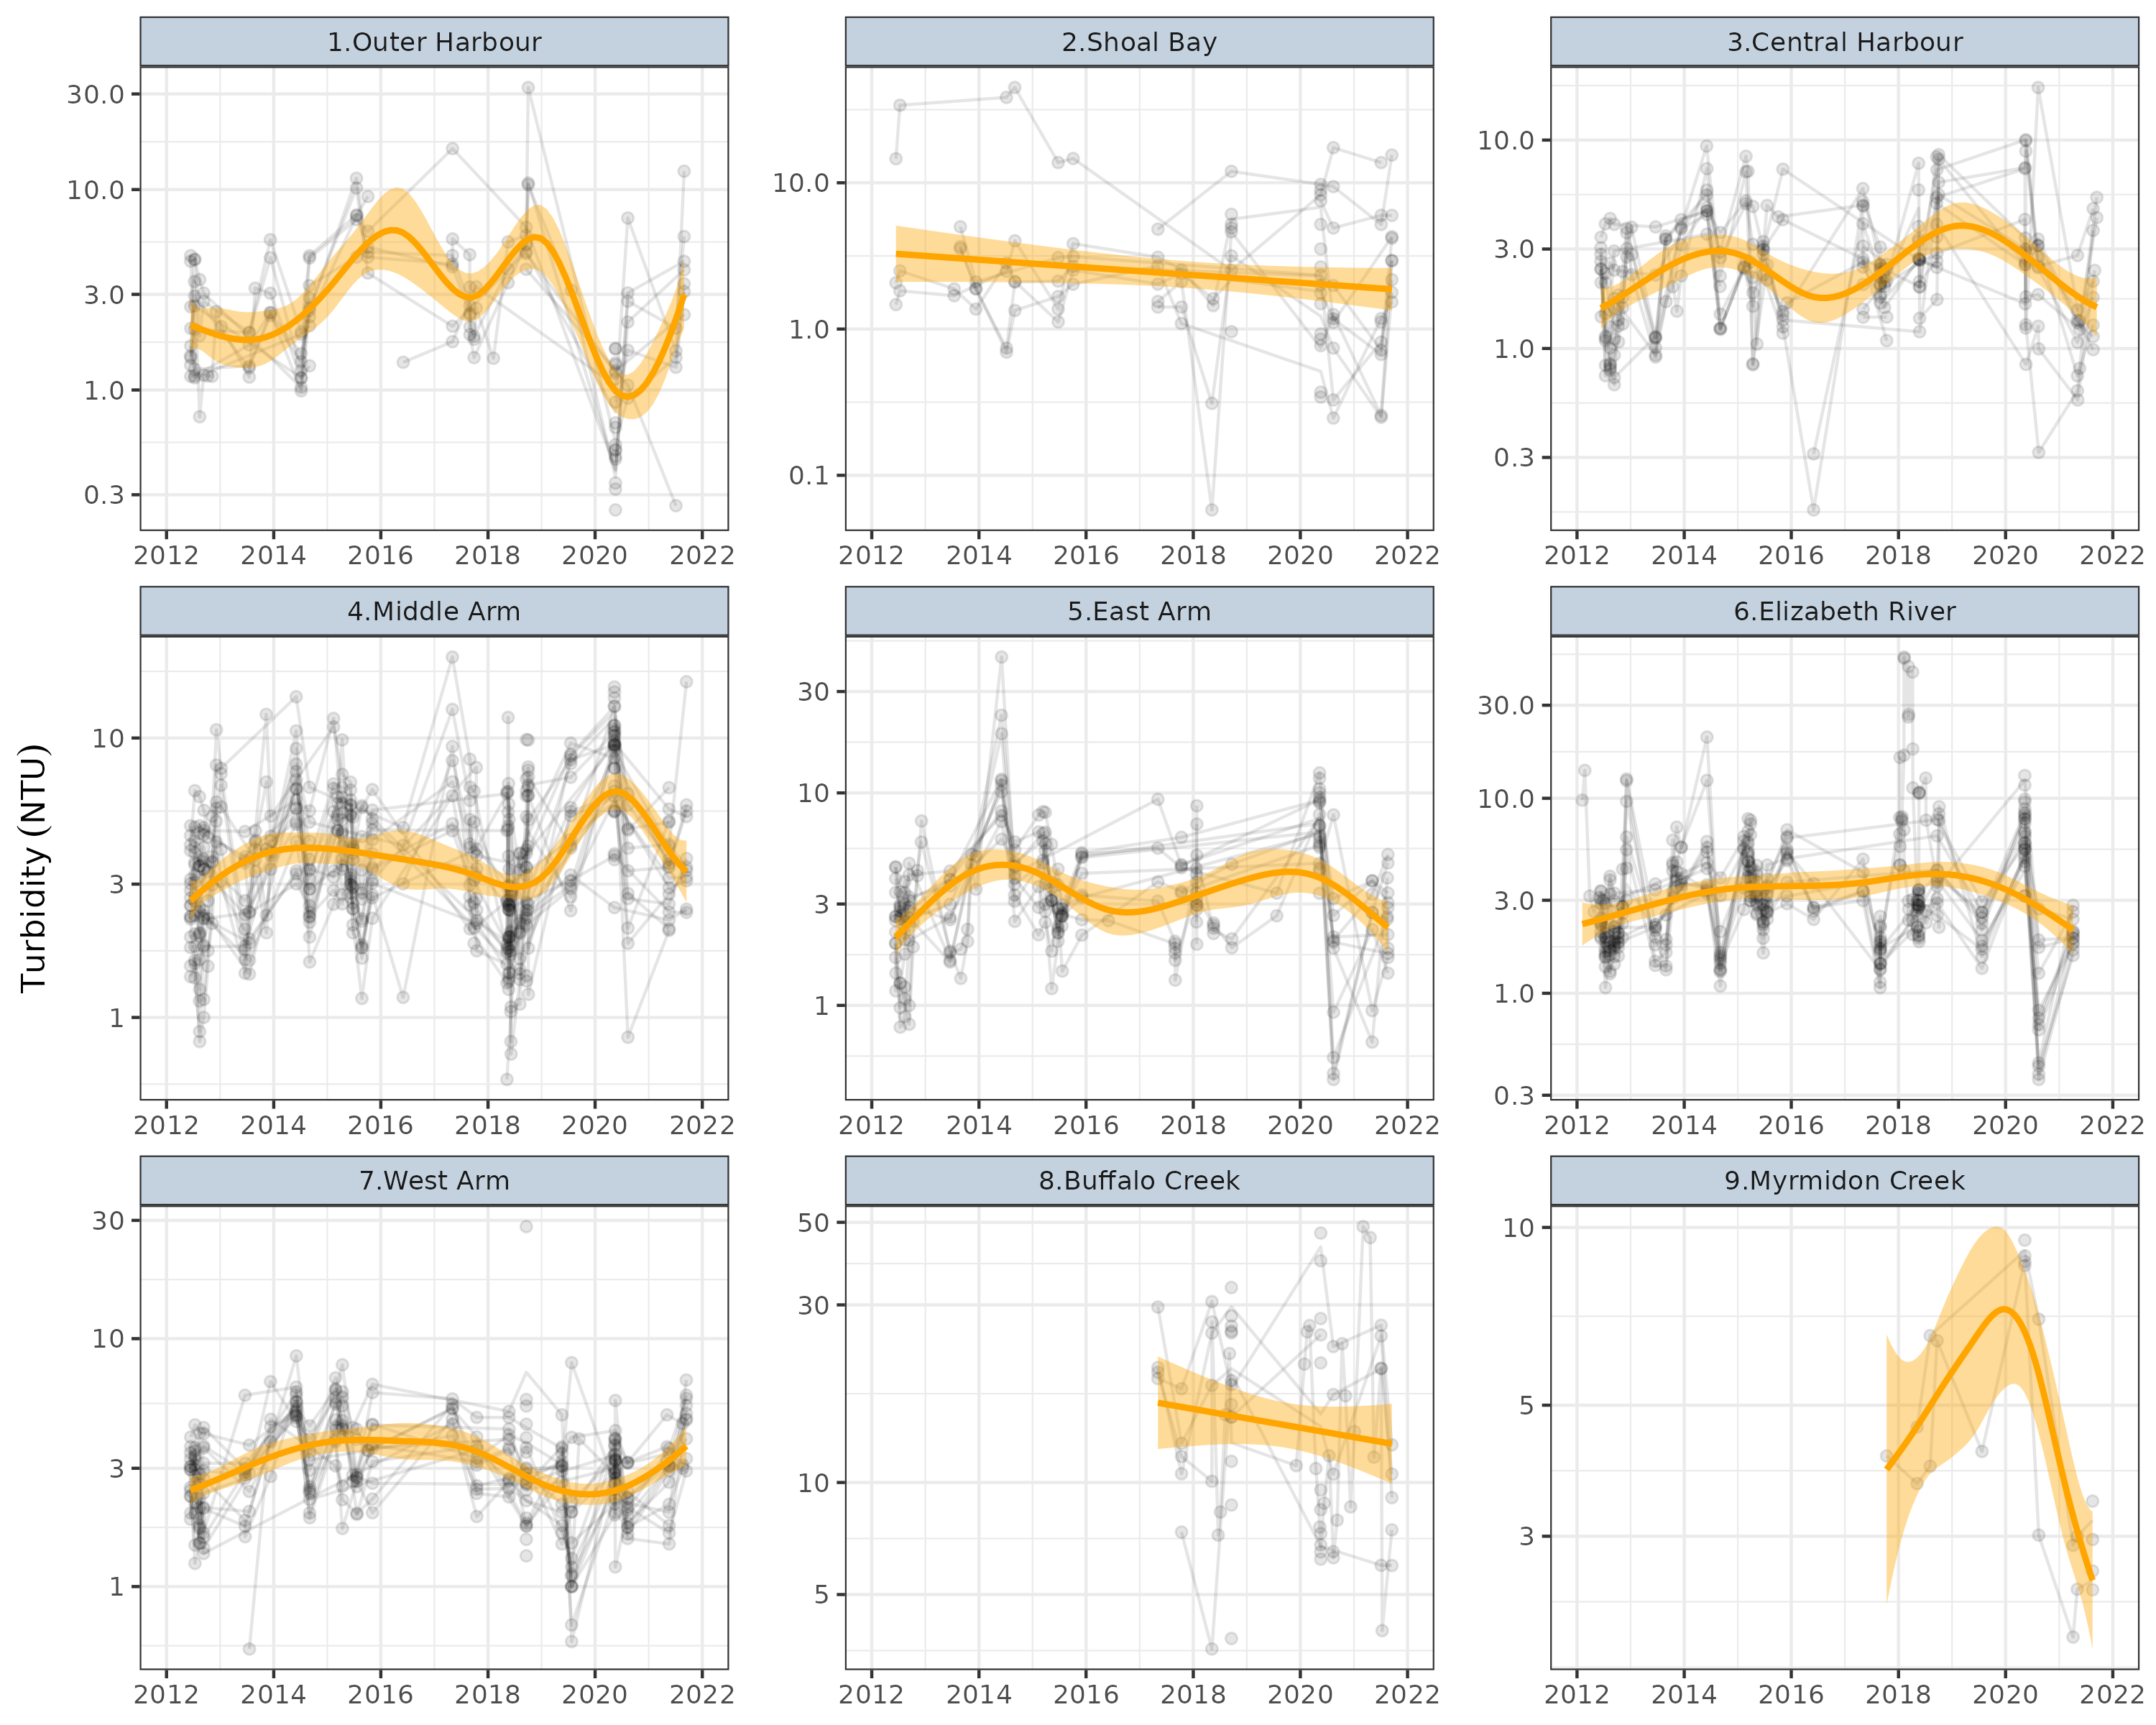 1.Outer Harbour
2.Shoal Bay
3.Central Harbour
30.0
10.0
3.0
1.0
0.3
10.0
1.0
0.1
10.0
3.0
1.0
0.3
2012 2014 2016 2018 2020 2022
2012 2014 2016 2018 2020 2022
2012 2014 2016 2018 2020 2022
4.Middle Arm
5.East Arm
6.Elizabeth River
Turbidity (NTU)
10
3
1
30
10
3
1
30.0
10.0
3.0
1.0
0.3
2012 2014 2016 2018 2020 2022
2012 2014 2016 2018 2020 2022
2012 2014 2016 2018 2020 2022
7.West Arm
8.Buffalo Creek
9.Myrmidon Creek
30
10
3
1
50
30
10
5
10
5
3
2012 2014 2016 2018 2020 2022
2012 2014 2016 2018 2020 2022
2012 2014 2016 2018 2020 2022